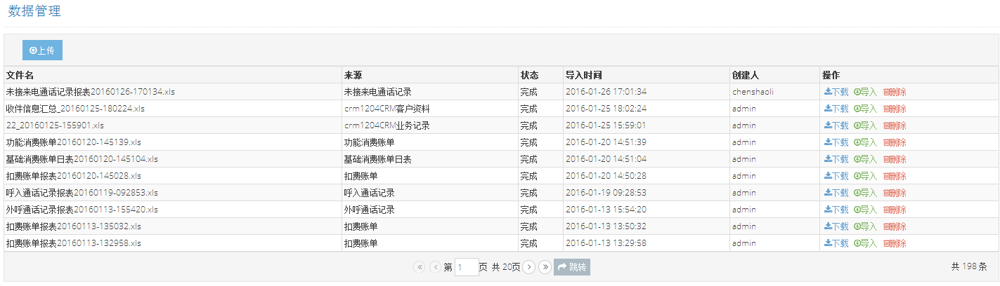 数据管理
上传
文件名 来源 状态 导入时间 创建人 操作
未接来电通话记录报表20160126-170134.xls 未接来电通话记录 完成 2016-01-26 17:01:34 chenshaoli 下载 导入 删除
收件信息汇总_20160125-180224.xls crm1204CRM客户资料 完成 2016-01-25 18:02:24 admin 下载 导入 删除
22_20160125-155901.xls crm1204CRM业务记录 完成 2016-01-25 15:59:01 admin 下载 导入 删除
功能消费账单20160120-145139.xls 功能消费账单 完成 2016-01-20 14:51:39 admin 下载 导入 删除
基础消费账单日表20160120-145104.xls 基础消费账单日表 完成 2016-01-20 14:51:04 admin 下载 导入 删除
扣费账单报表20160120-145028.xls 扣费账单 完成 2016-01-20 14:50:28 admin 下载 导入 删除
呼入通话记录报表20160119-092853.xls 呼入通话记录 完成 2016-01-19 09:28:53 admin 下载 导入 删除
外呼通话记录报表20160113-155420.xls 外呼通话记录 完成 2016-01-13 15:54:20 admin 下载 导入 删除
扣费账单报表20160113-135032.xls 扣费账单 完成 2016-01-13 13:50:32 admin 下载 导入 删除
扣费账单报表20160113-132958.xls 扣费账单 完成 2016-01-13 13:29:58 admin 下载 导入 删除
第 1 页 共 20页 跳转 共 198 条